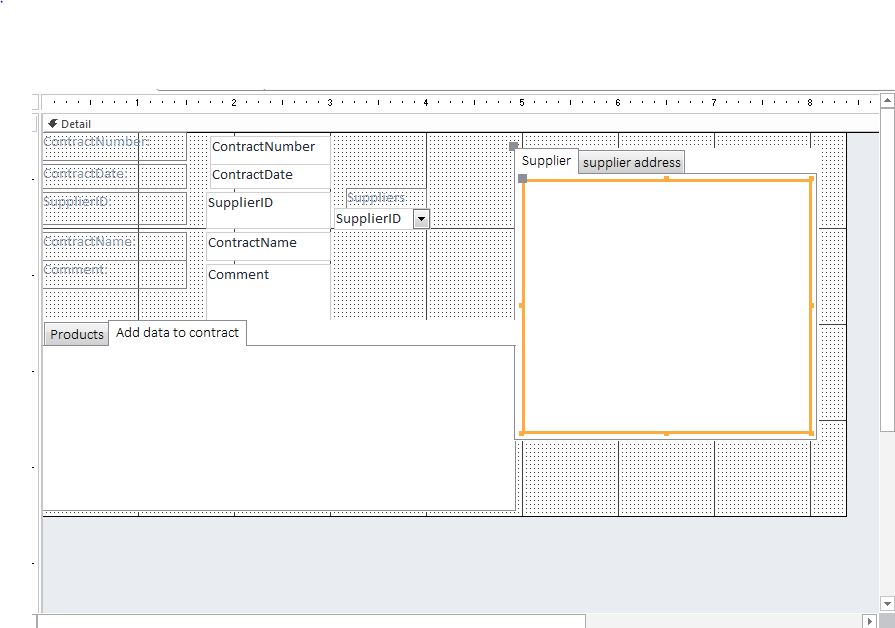 1 2 3 4 5 6 7 8
Detail
ContractNumber: ContractNumber
ContractDate: ContractDate
SupplierID: SupplierID
Suppliers
SupplierID
ContractName: ContractName
Comment: Comment
Products Add data to contract
Supplier supplier address